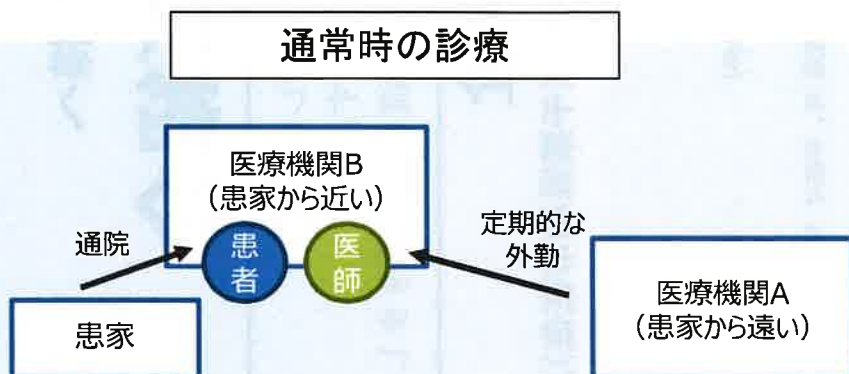 通常時の診療
医療機関B
（患家から近い）
通院
患者
医師
定期的な
外勤
患家
医療機関A
（患家から遠い）